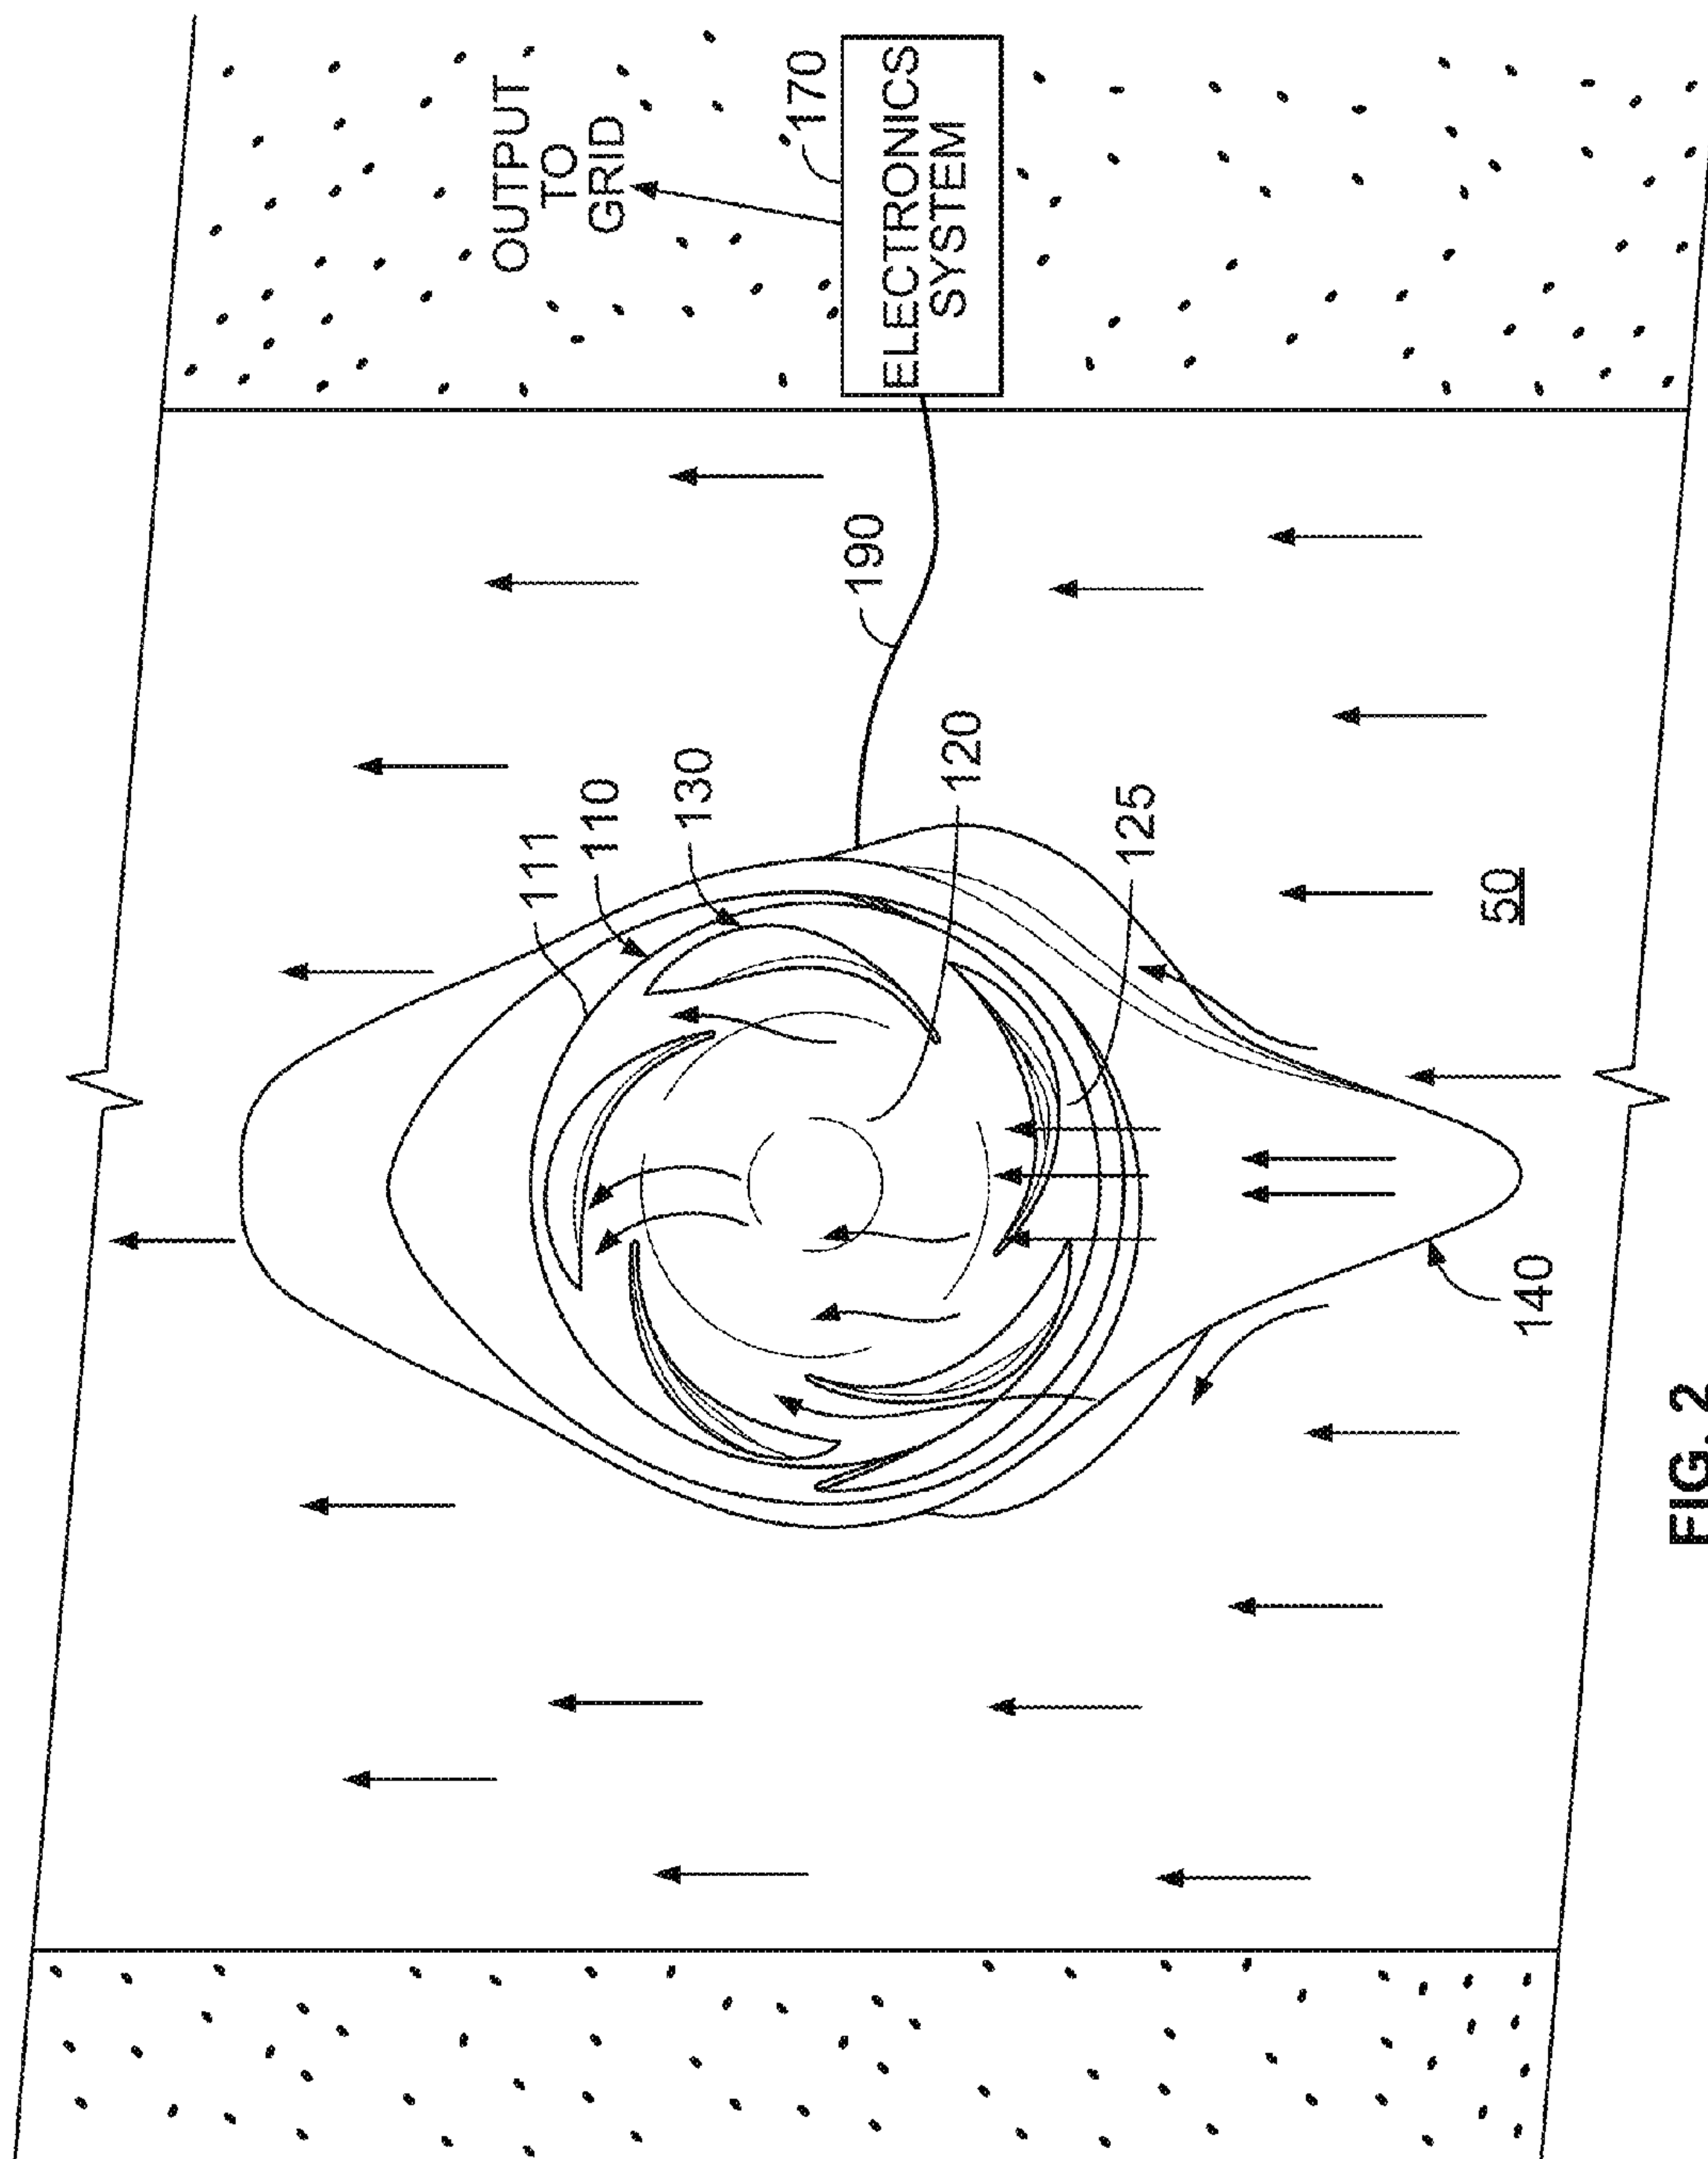 OUTPUT
TO
GRID
170
ELECTRONICS
SYSTEM
190
111
110
130
120
125
50
140
FIG. 2